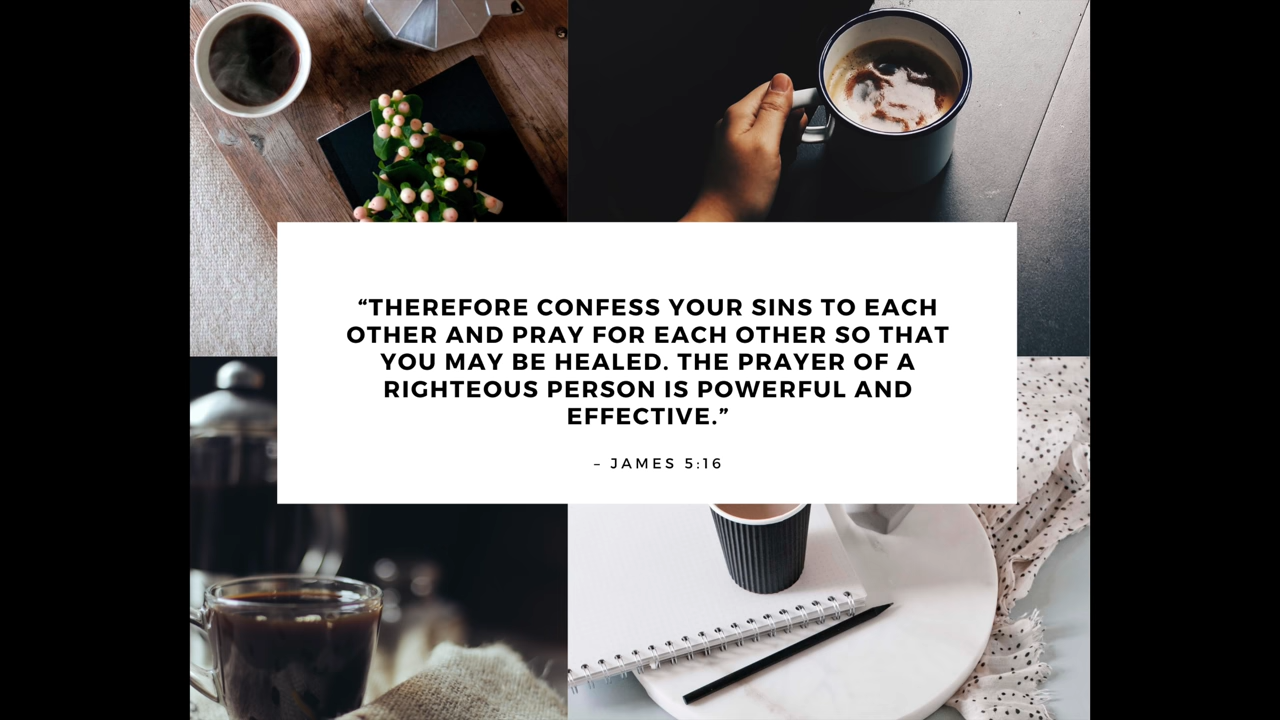 “THEREFORE CONFESS YOUR SINS TO EACH
OTHER AND PRAY FOR EACH OTHER SO THAT
YOU MAY BE HEALED. THE PRAYER OF A
RIGHTEOUS PERSON IS POWERFUL AND
EFFECTIVE.”
– JAMES 5:16